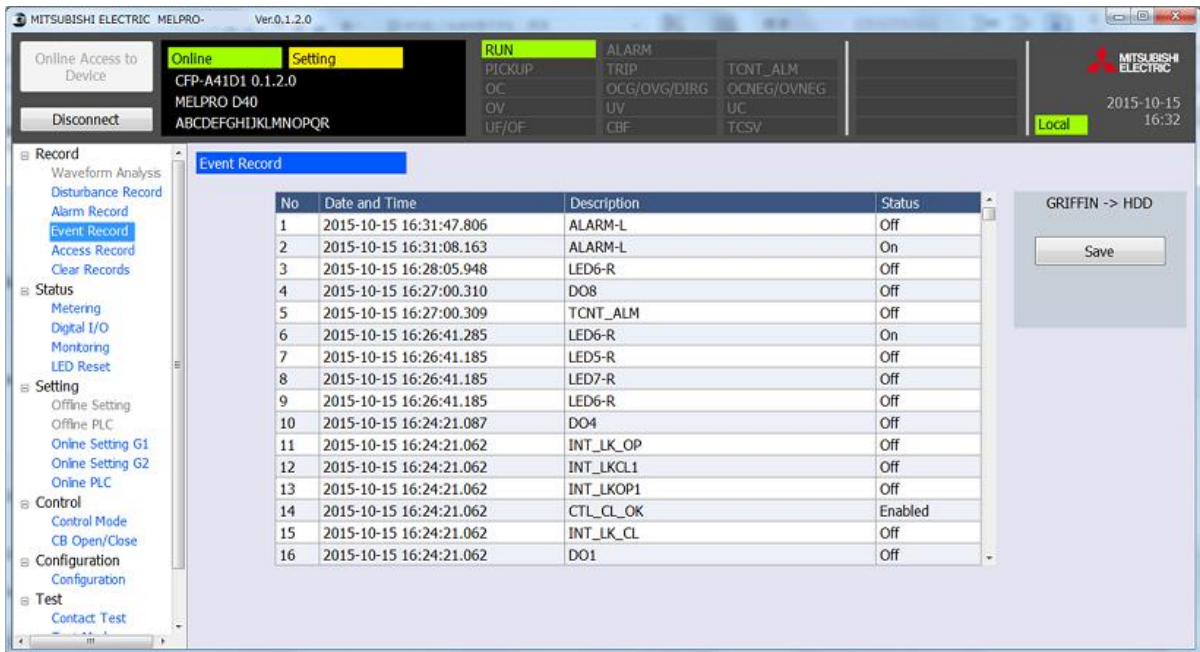 MITSUBISHI ELECTRIC MELPRO- Ver.0.1.2.0
Online Access to Device
Disconnect
Online Setting
CFP-A41D1 0.1.2.0
MELPRO D40
ABCDEFGHIJKLMNOPQR
RUN ALARM
PICKUP TRIP TCNT_ALM
OC OCG/OVG/DIRG OCNEG/OVNEG
OV UV UC
UF/OF CBF TCSV
MITSUBISHI
ELECTRIC
2015-10-15
Local 16:32
Record
Waveform Analysis
Disturbance Record
Alarm Record
Event Record
Access Record
Clear Records
Status
Metering
Digital I/O
Monitoring
LED Reset
Setting
Offline Setting
Offline PLC
Online Setting G1
Online Setting G2
Online PLC
Control
Control Mode
CB Open/Close
Configuration
Configuration
Test
Contact Test
Event Record
No Date and Time Description Status
1 2015-10-15 16:31:47.806 ALARM-L Off
2 2015-10-15 16:31:08.163 ALARM-L On
3 2015-10-15 16:28:05.948 LED6-R Off
4 2015-10-15 16:27:00.310 DO8 Off
5 2015-10-15 16:27:00.309 TCNT_ALM Off
6 2015-10-15 16:26:41.285 LED6-R On
7 2015-10-15 16:26:41.185 LED5-R Off
8 2015-10-15 16:26:41.185 LED7-R Off
9 2015-10-15 16:26:41.185 LED6-R Off
10 2015-10-15 16:24:21.087 DO4 Off
11 2015-10-15 16:24:21.062 INT_LK_OP Off
12 2015-10-15 16:24:21.062 INT_LKCL1 Off
13 2015-10-15 16:24:21.062 INT_LKOP1 Off
14 2015-10-15 16:24:21.062 CTL_CL_OK Enabled
15 2015-10-15 16:24:21.062 INT_LK_CL Off
16 2015-10-15 16:24:21.062 DO1 Off
GRIFFIN -> HDD
Save